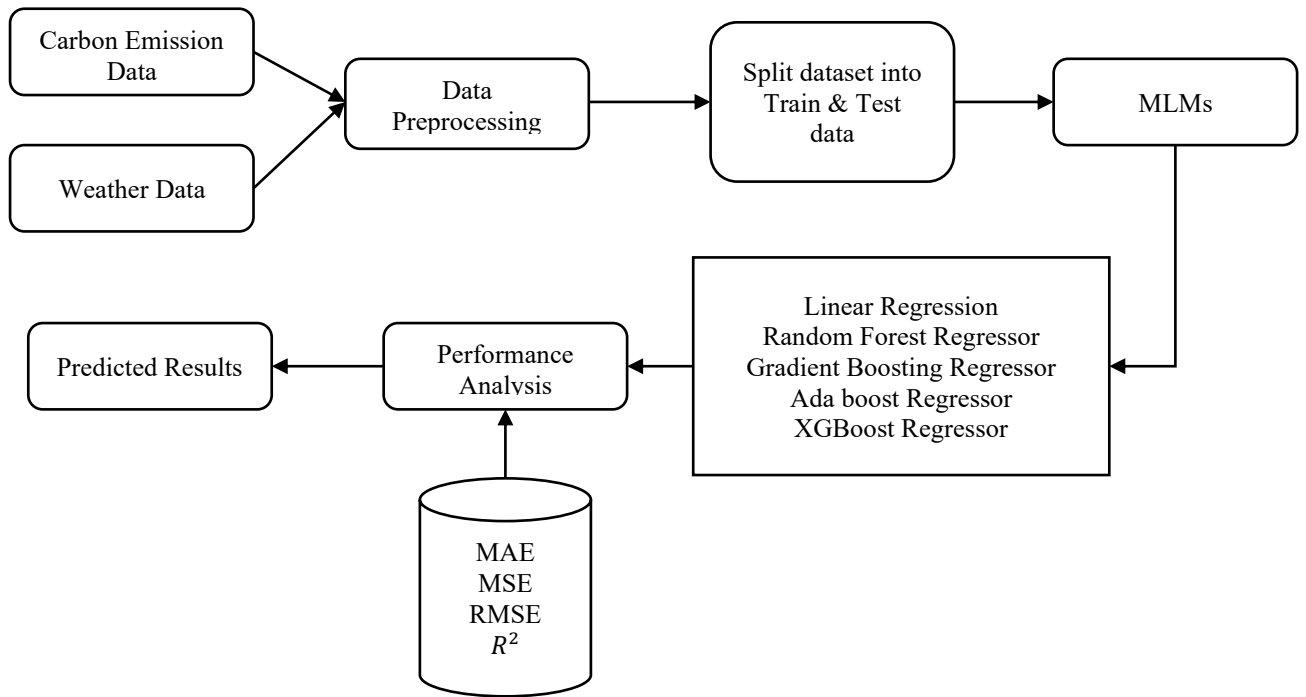 Carbon Emission
Data
Weather Data
Data
Preprocessing
Split dataset into
Train & Test
data
MLMs
Linear Regression
Random Forest Regressor
Gradient Boosting Regressor
Ada boost Regressor
XGBoost Regressor
Performance
Analysis
Predicted Results
MAE
MSE
RMSE
R²